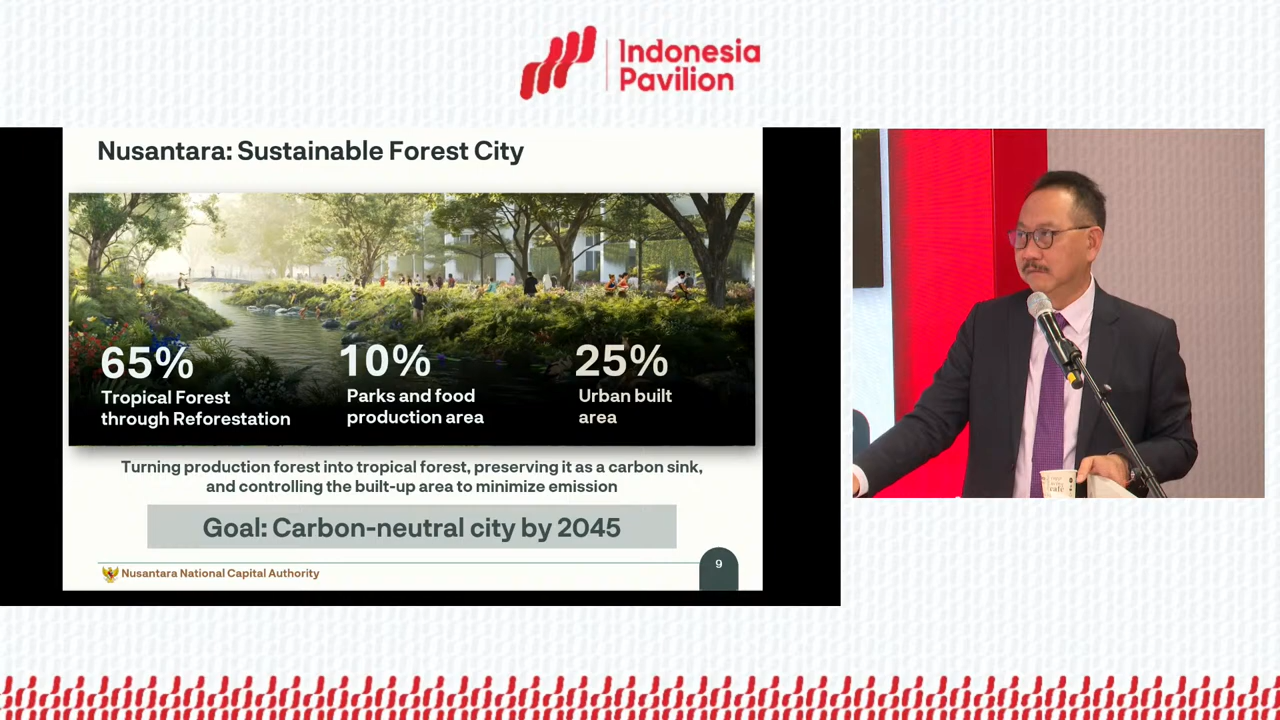 Indonesia
Pavilion
Nusantara: Sustainable Forest City
65%
Tropical Forest
through Reforestation
10%
Parks and food
production area
25%
Urban built
area
Turning production forest into tropical forest, preserving it as a carbon sink,
and controlling the built-up area to minimize emission
Goal: Carbon-neutral city by 2045
Nusantara National Capital Authority
9